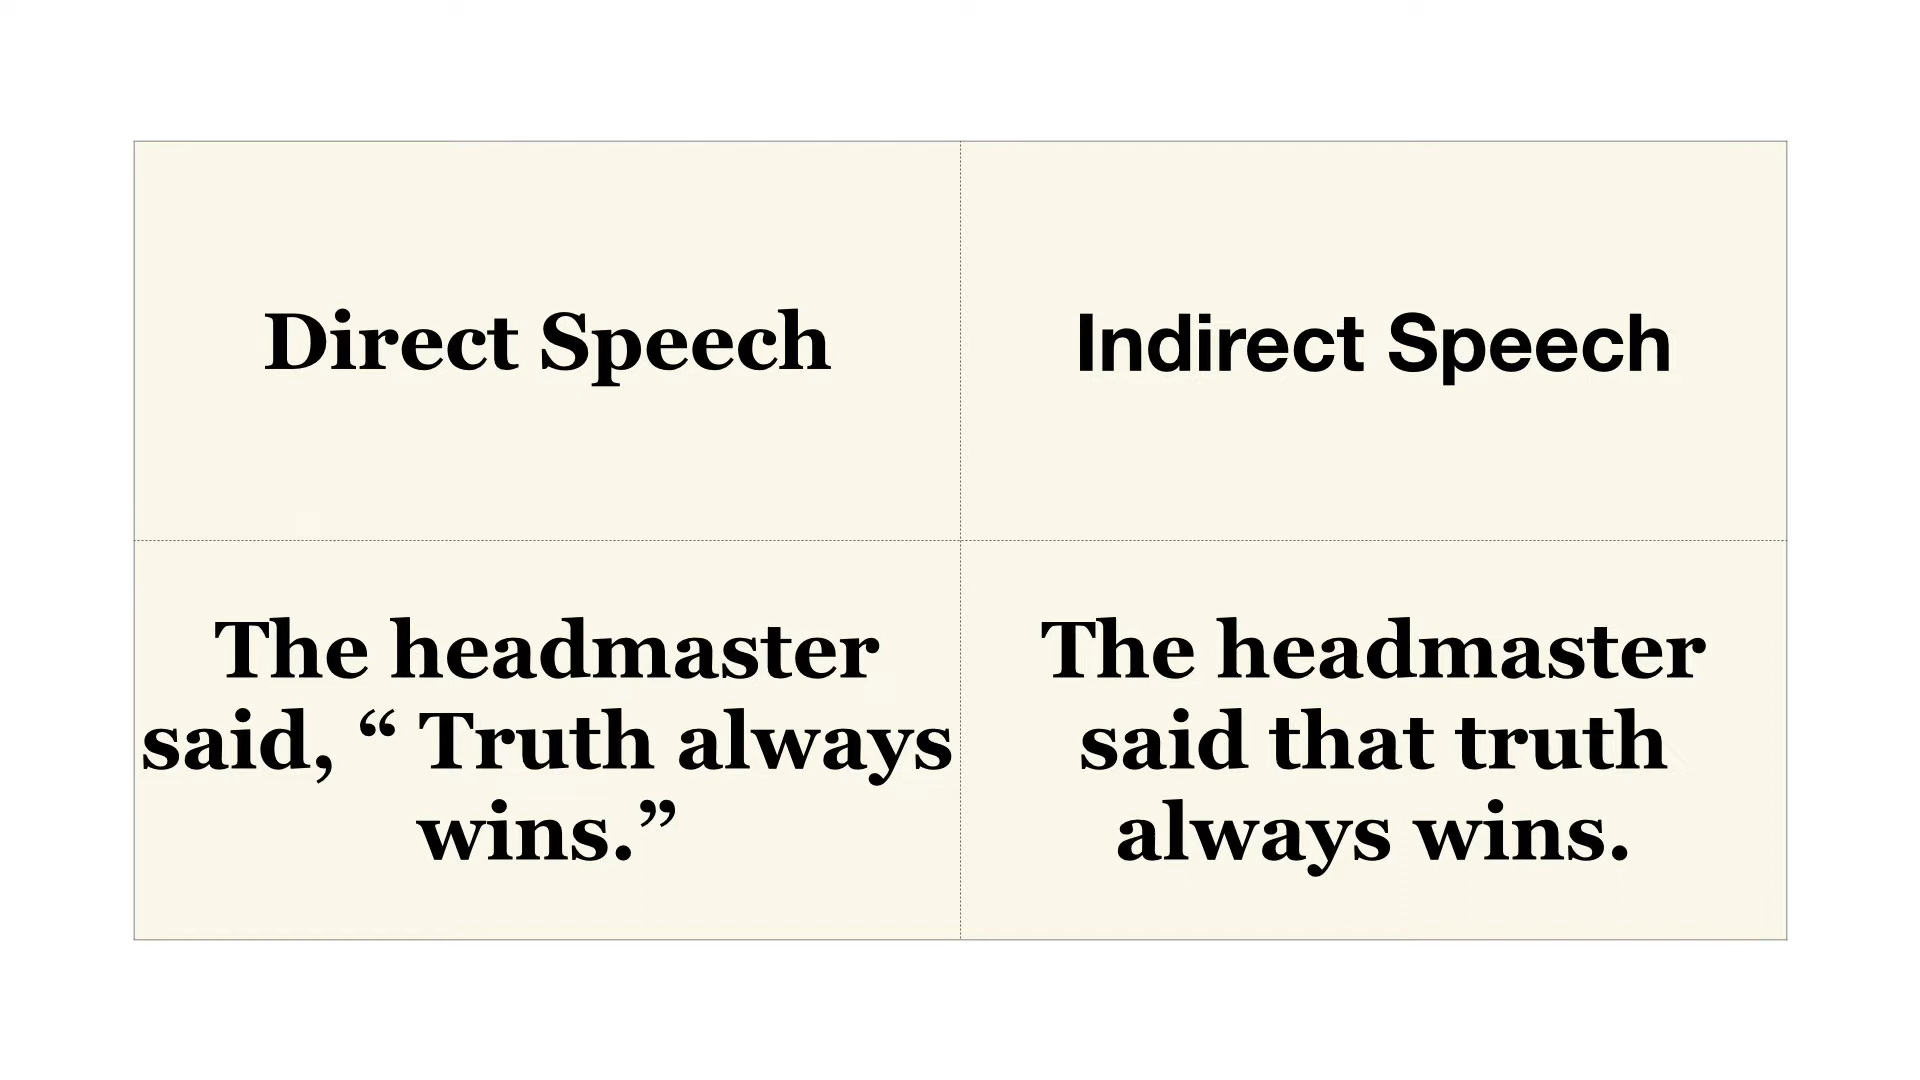 Direct Speech
Indirect Speech
The headmaster
said, “ Truth always
wins.”
The headmaster
said that truth
always wins.